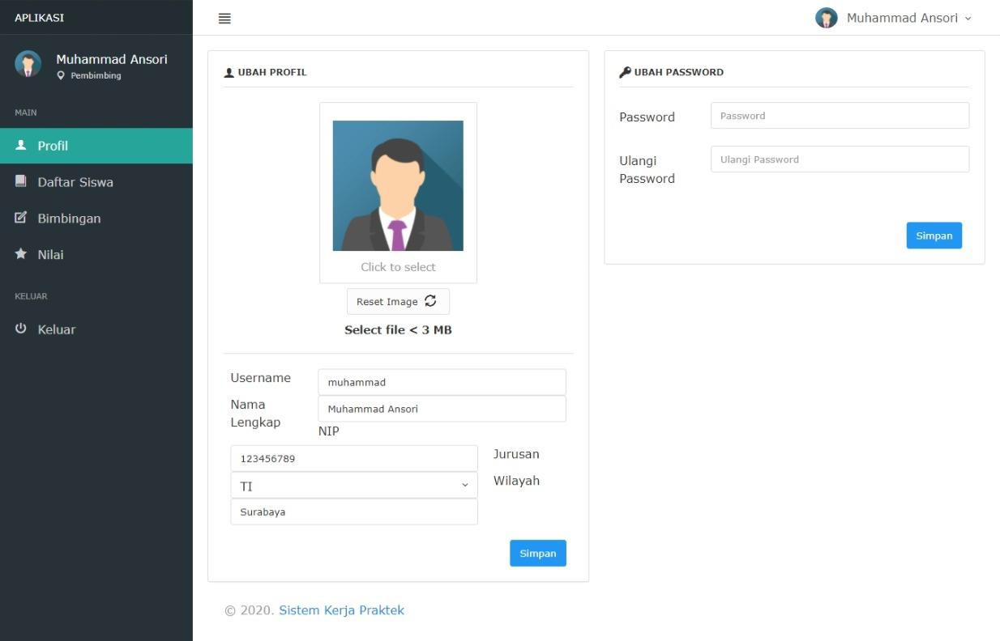 APLIKASI
Muhammad Ansori
Muhammad Ansori
Pembimbing
MAIN
Profil
Daftar Siswa
Bimbingan
Nilai
KELUAR
Keluar
UBAH PROFIL
Click to select
Reset Image
Select file < 3 MB
Username
muhammad
Nama
Lengkap
Muhammad Ansori
NIP
123456789
Jurusan
TI
Wilayah
Surabaya
Simpan
UBAH PASSWORD
Password
Password
Ulangi
Password
Ulangi Password
Simpan
© 2020. Sistem Kerja Praktek